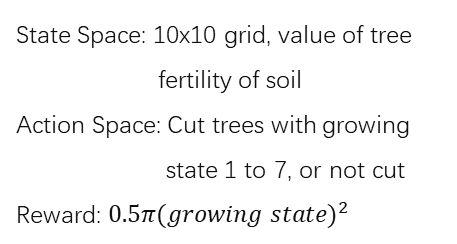 State Space: 10x10 grid, value of tree
fertility of soil
Action Space: Cut trees with growing
state 1 to 7, or not cut
Reward: 0.5π(growing state)²